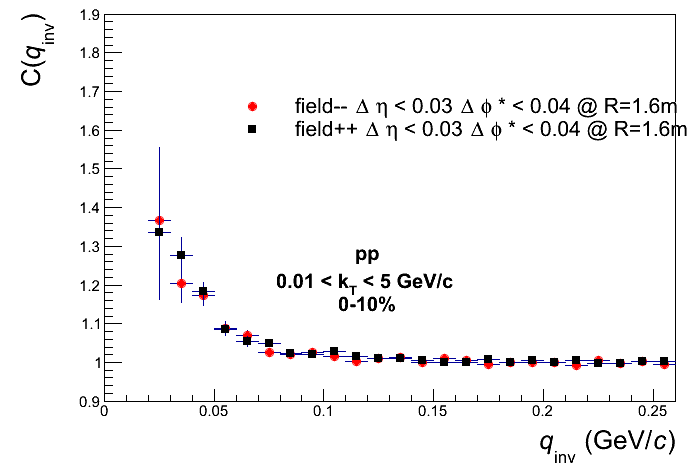 C(q_inv)
1.9
1.8
1.7
1.6
1.5
1.4
1.3
1.2
1.1
1
0.9
field-- Δ η < 0.03 Δ ϕ * < 0.04 @ R=1.6m
field++ Δ η < 0.03 Δ ϕ * < 0.04 @ R=1.6m
pp
0.01 < k_T < 5 GeV/c
0-10%
0 0.05 0.1 0.15 0.2 0.25
q_inv (GeV/c)